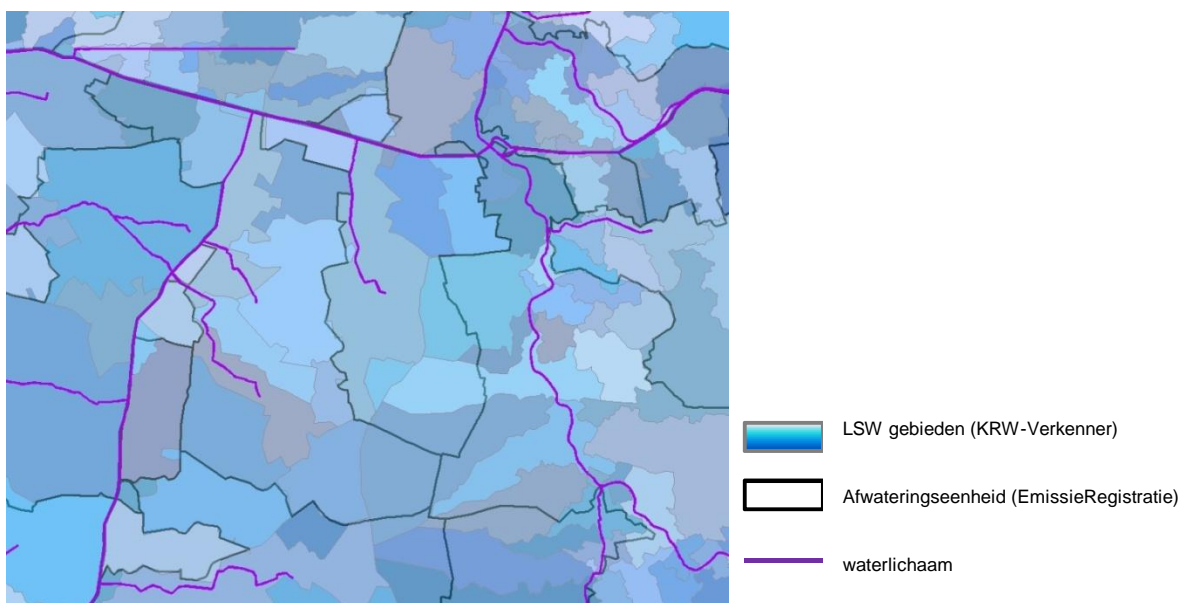 LSW gebieden (KRW-Verkenner)
Afwateringseenheid (EmissieRegistratie)
waterlichaam